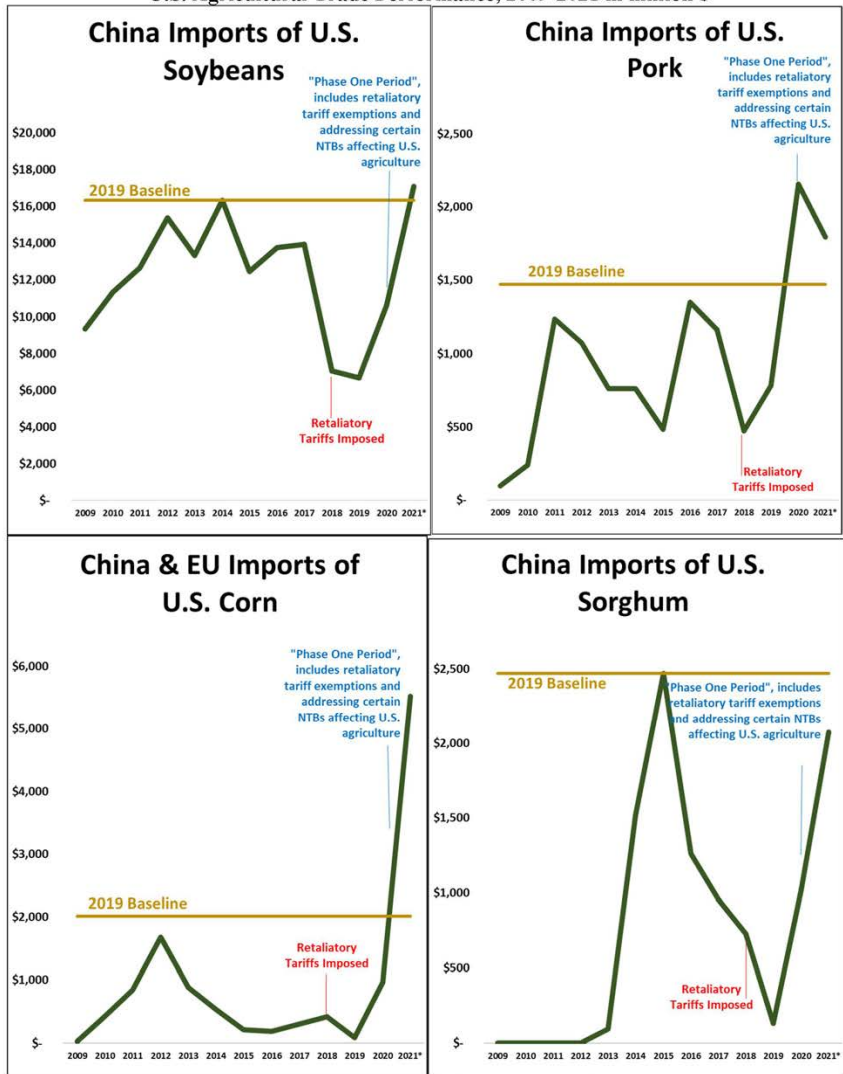 China Imports of U.S.
Soybeans
"Phase One Period",
includes retaliatory
tariff exemptions and
addressing certain
NTBs affecting U.S.
agriculture
$20,000
$18,000
2019 Baseline
$16,000
$14,000
$12,000
$10,000
$8,000
$6,000
$4,000
$2,000
$-
Retaliatory
Tariffs Imposed
2009 2010 2011 2012 2013 2014 2015 2016 2017 2018 2019 2020 2021*
China Imports of U.S.
Pork
"Phase One Period",
includes retaliatory
tariff exemptions and
addressing certain
NTBs affecting U.S.
agriculture
$2,500
$2,000
2019 Baseline
$1,500
$1,000
$500
$-
Retaliatory
Tariffs Imposed
2009 2010 2011 2012 2013 2014 2015 2016 2017 2018 2019 2020 2021*
China & EU Imports of
U.S. Corn
"Phase One Period",
includes retaliatory
tariff exemptions and
addressing certain
NTBs affecting U.S.
agriculture
$6,000
$5,000
$4,000
$3,000
$2,000
2019 Baseline
$1,000
$-
Retaliatory
Tariffs Imposed
2009 2010 2011 2012 2013 2014 2015 2016 2017 2018 2019 2020 2021*
China Imports of U.S.
Sorghum
$2,500
2019 Baseline
"Phase One Period", includes
retaliatory tariff exemptions
and addressing certain NTBs
affecting U.S. agriculture
$2,000
$1,500
$1,000
$500
$-
Retaliatory
Tariffs Imposed
2009 2010 2011 2012 2013 2014 2015 2016 2017 2018 2019 2020 2021*